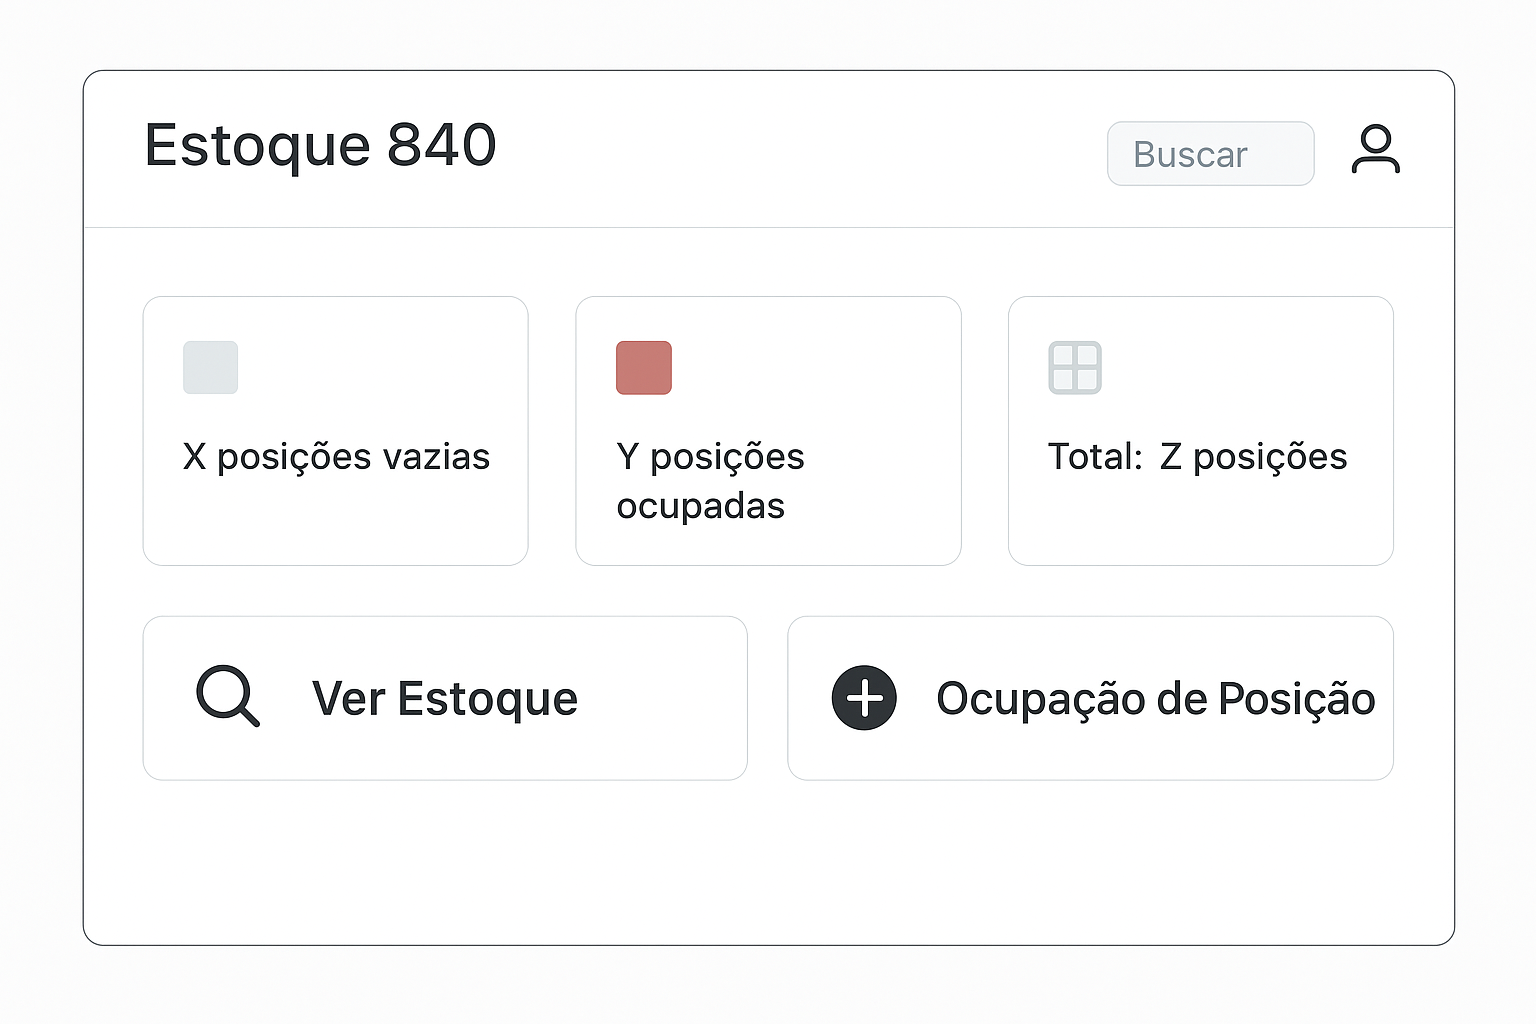 Estoque 840
Buscar
X posições vazias
Y posições
ocupadas
Total: Z posições
Ver Estoque
Ocupação de Posição